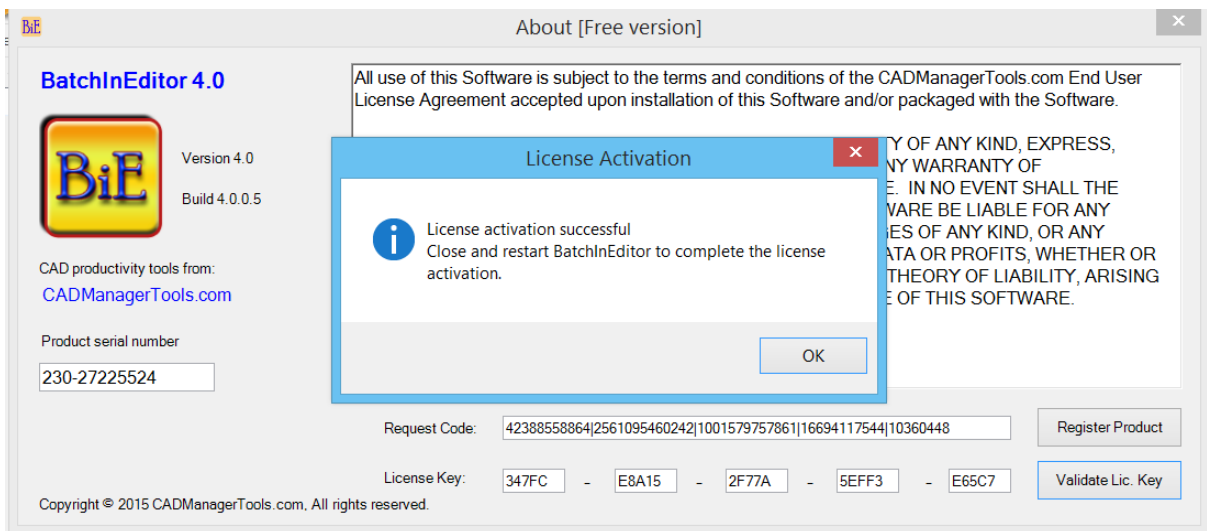 BiE
About [Free version]
BatchInEditor 4.0
BiE
Version 4.0
Build 4.0.0.5
CAD productivity tools from:
CADManagerTools.com
Product serial number
230-27225524
All use of this Software is subject to the terms and conditions of the CADManagerTools.com End User
License Agreement accepted upon installation of this Software and/or packaged with the Software.
Y OF ANY KIND, EXPRESS,
NY WARRANTY OF
E. IN NO EVENT SHALL THE
WARE BE LIABLE FOR ANY
GES OF ANY KIND, OR ANY
ATA OR PROFITS, WHETHER OR
THEORY OF LIABILITY, ARISING
E OF THIS SOFTWARE.
License Activation
License activation successful
Close and restart BatchInEditor to complete the license
activation.
OK
Request Code: 42388558864|2561095460242|1001579757861|16694117544|10360448 Register Product
License Key: 347FC - E8A15 - 2F77A - 5EFF3 - E65C7 Validate Lic. Key
Copyright © 2015 CADManagerTools.com, All rights reserved.